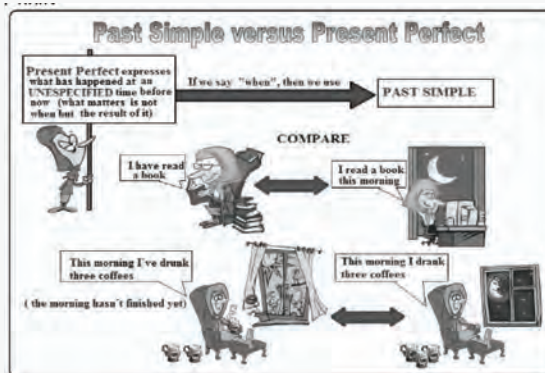 Past Simple versus Present Perfect
Present Perfect expresses
what has happened at an
UNESPECIFIED time before
now (what matters is not
when but the result of it)
If we say "when", then we use
PAST SIMPLE
COMPARE
I have read
a book
I read a book
this morning
This morning I've drunk
three coffees
( the morning hasn't finished yet)
This morning I drank
three coffees